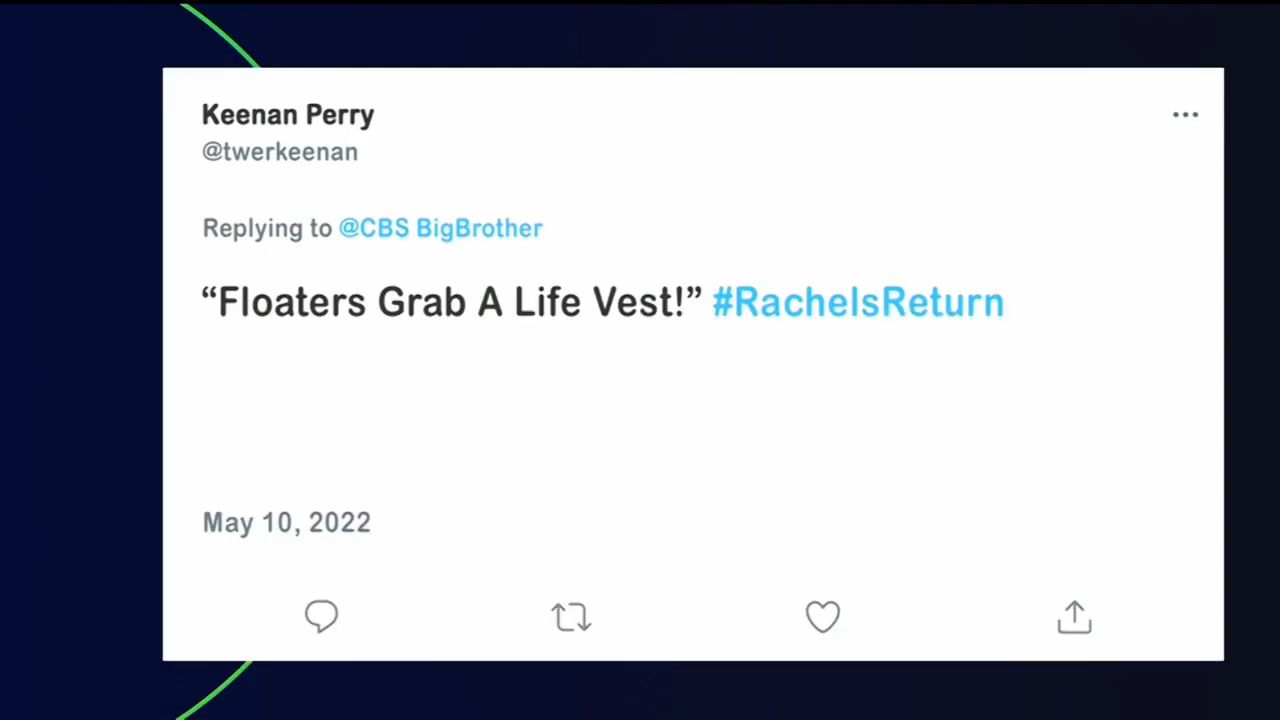 Keenan Perry
@twerkeenan
Replying to @CBS BigBrother
“Floaters Grab A Life Vest!” #RachelsReturn
May 10, 2022